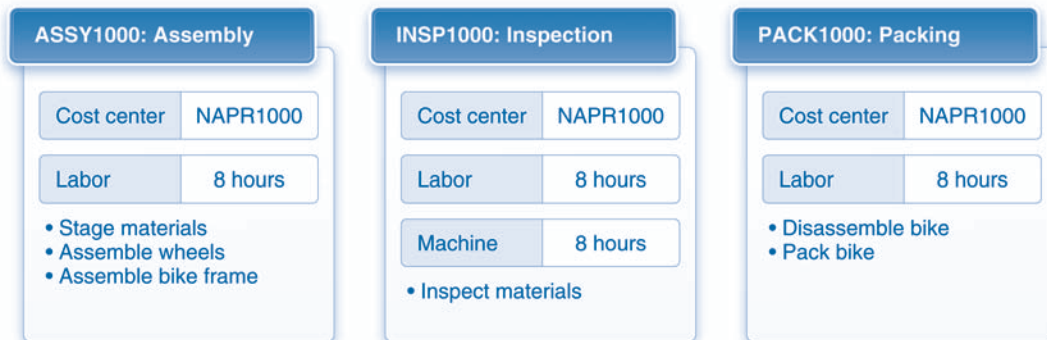 ASSY1000: Assembly
Cost center NAPR1000
Labor 8 hours
• Stage materials
• Assemble wheels
• Assemble bike frame
INSP1000: Inspection
Cost center NAPR1000
Labor 8 hours
Machine 8 hours
• Inspect materials
PACK1000: Packing
Cost center NAPR1000
Labor 8 hours
• Disassemble bike
• Pack bike